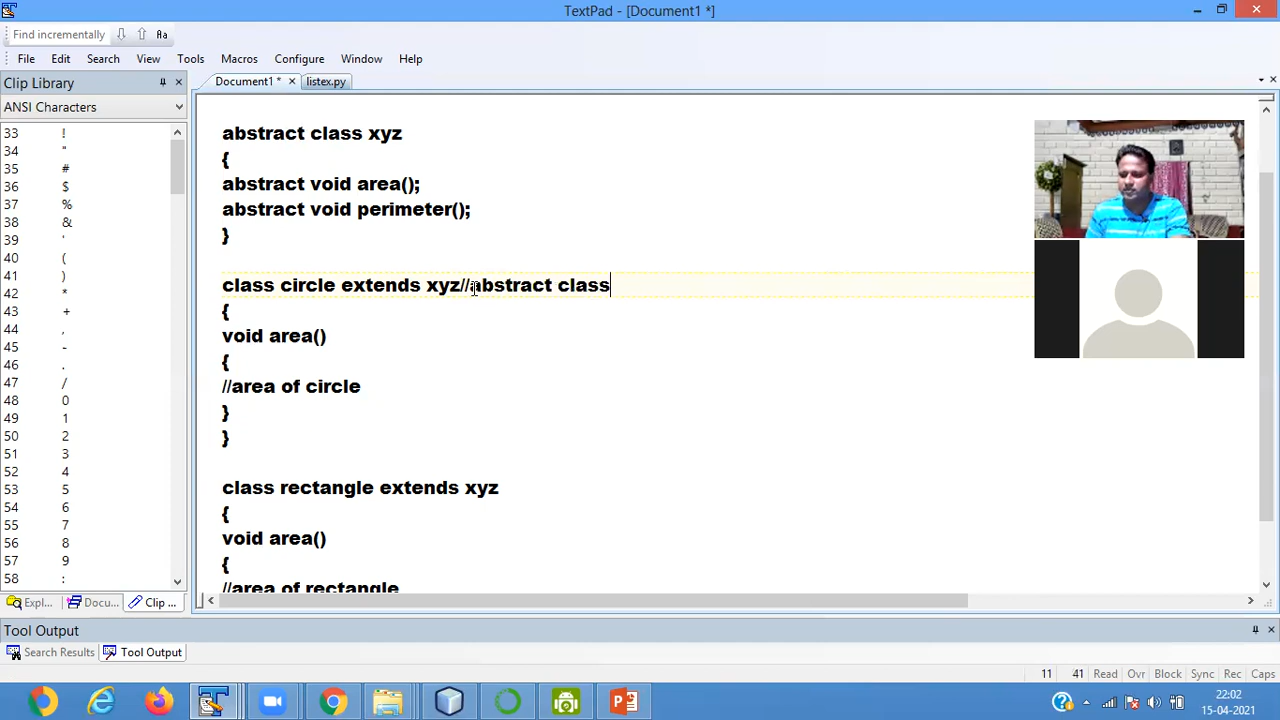 TextPad - [Document1 *]
Find incrementally
File Edit Search View Tools Macros Configure Window Help
Clip Library
Document1 * listex.py
ANSI Characters
33 !
34 "
35 #
36 $
37 %
38 &
39 '
40 (
41 )
42 *
43 +
44 ,
45 -
46 .
47 /
48 0
49 1
50 2
51 3
52 4
53 5
54 6
55 7
56 8
57 9
58 :
abstract class xyz
{
abstract void area();
abstract void perimeter();
}
class circle extends xyz//abstract class
{
void area()
{
//area of circle
}
}
class rectangle extends xyz
{
void area()
{
//area of rectangle
Expl... Docu... Clip ...
Tool Output
Search Results Tool Output
11 41 Read Ovr Block Sync Rec Caps
22:02
15-04-2021